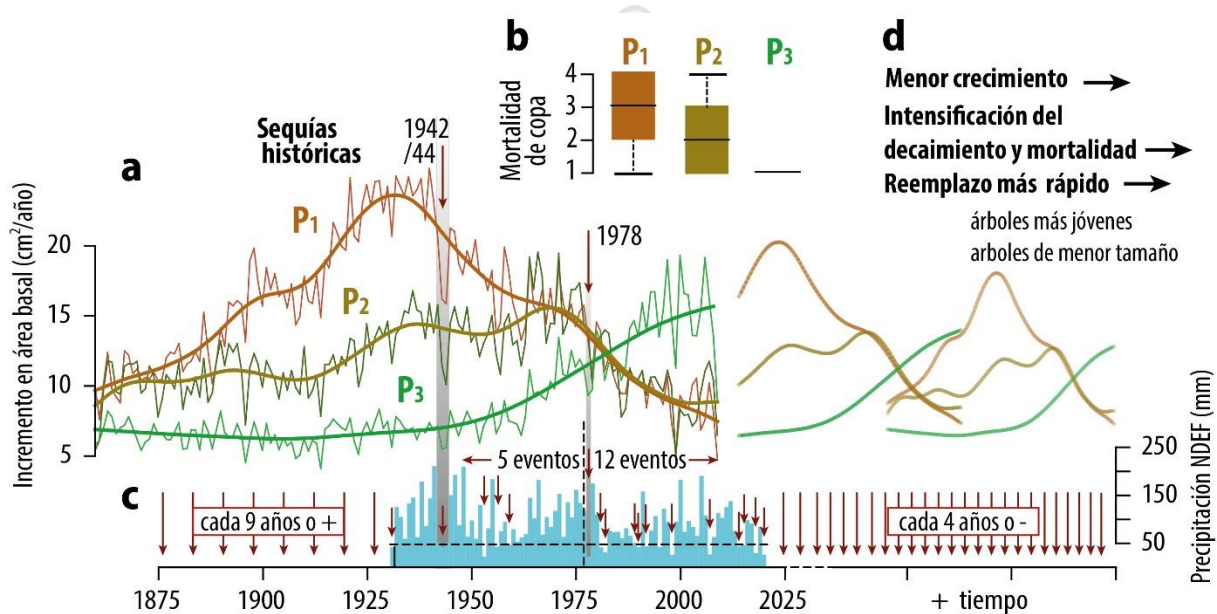 b
P1 P2 P3
4
3
2
1
Mortalidad
de copa
d
Menor crecimiento
Intensificación del
decaimiento y mortalidad
Reemplazo más rápido
árboles más jóvenes
arboles de menor tamaño
a
Sequías
históricas
1942
/44
1978
P1
P2
P3
20
15
10
5
Incremento en área basal (cm²/año)
5 eventos
12 eventos
c
cada 9 años o +
cada 4 años o -
250
150
50
Precipitación NDEF (mm)
1875 1900 1925 1950 1975 2000 2025 + tiempo